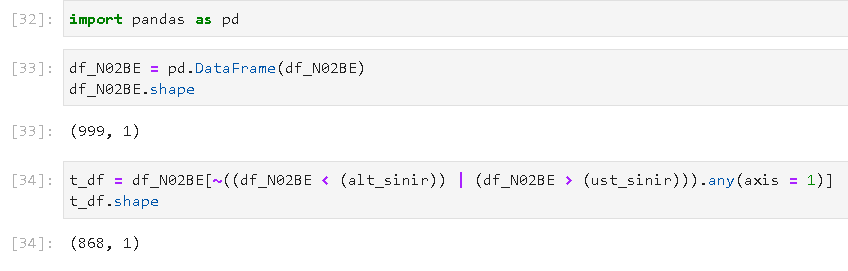 [32]: import pandas as pd
[33]: df_N02BE = pd.DataFrame(df_N02BE)
df_N02BE.shape
[33]: (999, 1)
[34]: t_df = df_N02BE[~((df_N02BE < (alt_sinir)) | (df_N02BE > (ust_sinir))).any(axis = 1)]
t_df.shape
[34]: (868, 1)